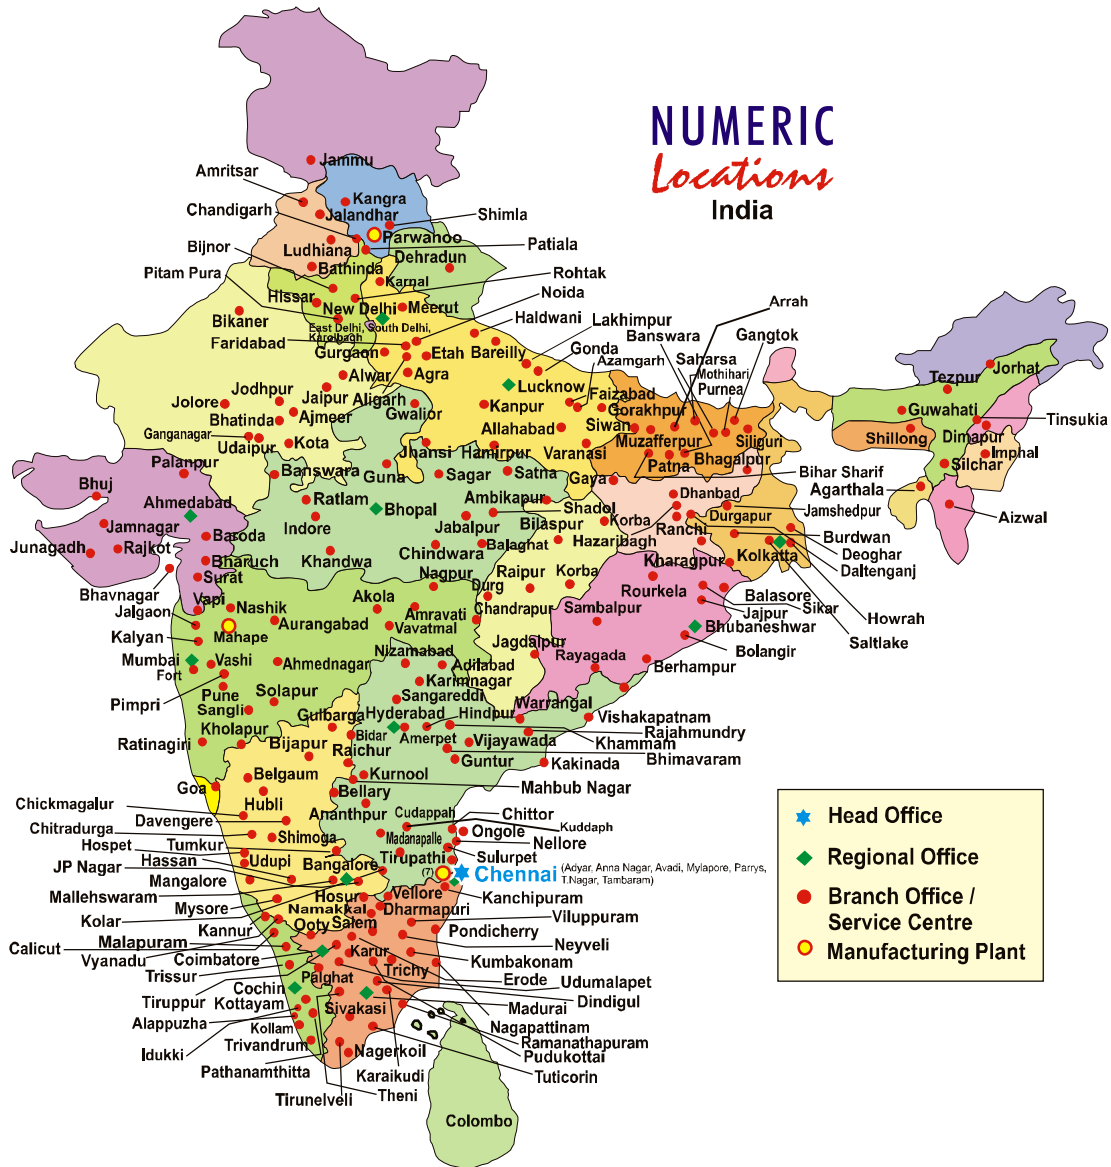 NUMERIC
Locations
India
Jammu
Amritsar
Kangra
Chandigarh
Jalandhar
Shimla
Bijnor
Ludhiana
Parwanoo
Patiala
Dehradun
Pitam Pura
Bathinda
Karnal
Rohtak
Hissar
New Delhi
Meerut
Noida
Bikaner
East Delhi, South Delhi,
Karolbagh
Haldwani
Lakhimpur
Arrah
Faridabad
Gurgaon
Etah
Bareilly
Gonda
Banswara
Gangtok
Alwar
Agra
Azamgarh
Saharsa
Mothihari
Jodhpur
Jaipur
Aligarh
Lucknow
Faizabad
Purnea
Tezpur
Jorhat
Jolore
Bhatinda
Ajmeer
Gwalior
Kanpur
Gorakhpur
Guwahati
Tinsukia
Ganganagar
Udaipur
Kota
Allahabad
Siwan
Muzafferpur
Siliguri
Shillong
Dimapur
Palanpur
Banswara
Jhansi
Hamirpur
Varanasi
Patna
Bhagalpur
Imphal
Silchar
Bhuj
Guna
Sagar
Satna
Gaya
Bihar Sharif
Ahmedabad
Ratlam
Bhopal
Ambikapur
Dhanbad
Agarthala
Jamnagar
Indore
Jabalpur
Shadol
Bilaspur
Korba
Durgapur
Jamshedpur
Aizwal
Junagadh
Rajkot
Baroda
Khandwa
Chindwara
Balaghat
Hazaribagh
Ranchi
Burdwan
Bharuch
Kharagpur
Kolkatta
Deoghar
Surat
Nagpur
Durg
Raipur
Korba
Daltenganj
Bhavnagar
Vapi
Akola
Rourkela
Balasore
Jalgaon
Nashik
Amravati
Chandrapur
Sambalpur
Sikar
Aurangabad
Vavatmal
Jajpur
Howrah
Kalyan
Mahape
Jagdalpur
Bhubaneshwar
Saltlake
Mumbai
Vashi
Ahmednagar
Nizamabad
Adilabad
Rayagada
Bolangir
Fort
Karimnagar
Berhampur
Pimpri
Pune
Solapur
Sangareddi
Sangli
Gulbarga
Hyderabad
Hindpur
Warrangal
Vishakapatnam
Kholapur
Bidar
Amerpet
Rajahmundry
Ratinagiri
Bijapur
Raichur
Vijayawada
Khammam
Guntur
Bhimavaram
Belgaum
Kurnool
Kakinada
Goa
Hubli
Bellary
Mahbub Nagar
Chickmagalur
Ananthpur
Cudappah
Chittor
Davengere
Kuddaph
Chitradurga
Shimoga
Madanapalle
Ongole
Hospet
Tumkur
Nellore
Hassan
Udupi
Bangalore
Tirupathi
Sulurpet
JP Nagar
(7)
Chennai
(Adyar, Anna Nagar, Avadi, Mylapore, Parrys,
T.Nagar, Tambaram)
Mangalore
Mallehswaram
Hosur
Vellore
Kanchipuram
Mysore
Namakkal
Dharmapuri
Kolar
Ooty
Salem
Viluppuram
Kannur
Pondicherry
Calicut
Malapuram
Neyveli
Vyanadu
Coimbatore
Karur
Kumbakonam
Trissur
Palghat
Trichy
Erode
Udumalapet
Tiruppur
Cochin
Dindigul
Kottayam
Sivakasi
Madurai
Alappuzha
Kollam
Nagapattinam
Idukki
Trivandrum
Ramanathapuram
Nagerkoil
Pudukottai
Pathanamthitta
Karaikudi
Tuticorin
Theni
Tirunelveli
Colombo
Head Office
Regional Office
Branch Office /
Service Centre
Manufacturing Plant